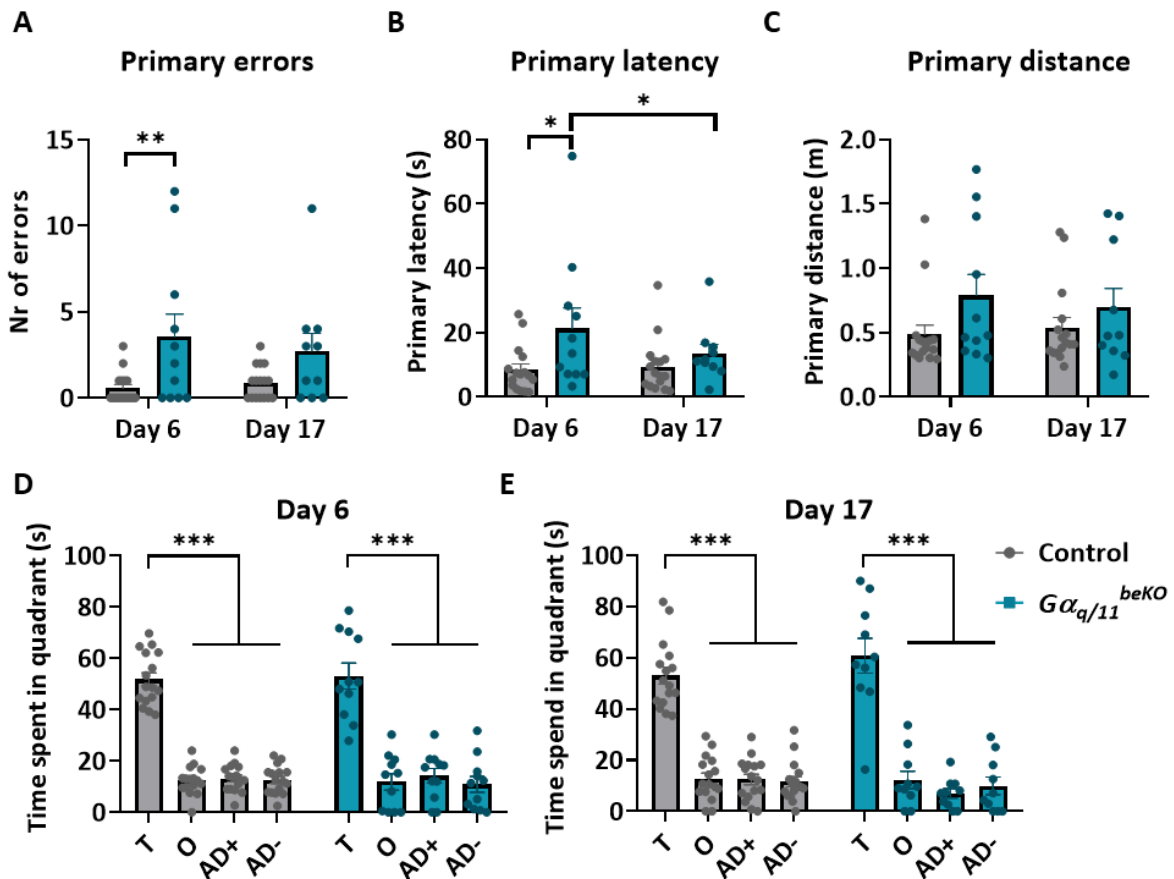 A
Primary errors
**
15
10
5
0
Nr of errors
Day 6
Day 17
B
Primary latency
*
*
80
60
40
20
0
Primary latency (s)
Day 6
Day 17
C
Primary distance
2.0
1.5
1.0
0.5
0.0
Primary distance (m)
Day 6
Day 17
D
Day 6
***
***
100
80
60
40
20
0
Time spent in quadrant (s)
T
O
AD+
AD-
T
O
AD+
AD-
E
Day 17
***
***
100
80
60
40
20
0
Time spend in quadrant (s)
T
O
AD+
AD-
T
O
AD+
AD-
Control
Gα_q/11^beKO